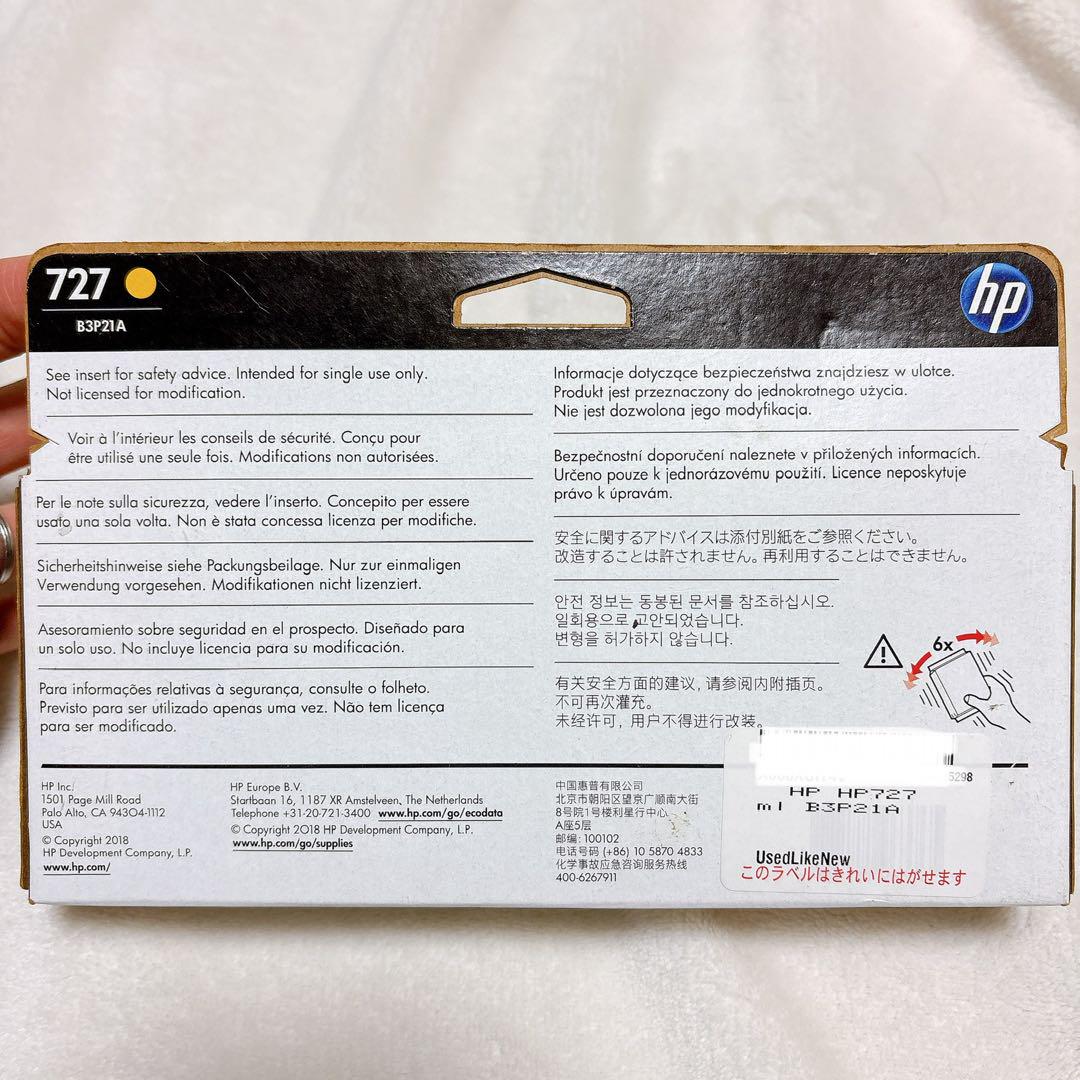 727
B3P21A
hp
See insert for safety advice. Intended for single use only.
Not licensed for modification.
Voir à l'intérieur les conseils de sécurité. Conçu pour
être utilisé une seule fois. Modifications non autorisées.
Per le note sulla sicurezza, vedere l'inserto. Concepito per essere
usato una sola volta. Non è stata concessa licenza per modifiche.
Sicherheitshinweise siehe Packungsbeilage. Nur zur einmaligen
Verwendung vorgesehen. Modifikationen nicht lizenziert.
Asesoramiento sobre seguridad en el prospecto. Diseñado para
un solo uso. No incluye licencia para su modificación.
Para informações relativas à segurança, consulte o folheto.
Previsto para ser utilizado apenas uma vez. Não tem licença
para ser modificado.
Informacje dotyczące bezpieczeństwa znajdziesz w ulotce.
Produkt jest przeznaczony do jednokrotnego użycia.
Nie jest dozwolona jego modyfikacja.
Bezpečnostní doporučení naleznete v přiložených informacích.
Určeno pouze k jednorázovému použití. Licence neposkytuje
právo k úpravám.
安全に関するアドバイスは添付別紙をご参照ください。
改造することは許されません。再利用することはできません。
안전 정보는 동봉된 문서를 참조하십시오.
일회용으로 고안되었습니다.
변형을 허가하지 않습니다.
有关安全方面的建议，请参阅内附插页。
不可再次灌充。
未经许可，用户不得进行改装。
6x
HP Inc.
1501 Page Mill Road
Palo Alto, CA 94304-1112
USA
© Copyright 2018
HP Development Company, L.P.
www.hp.com/
HP Europe B.V.
Startbaan 16, 1187 XR Amstelveen, The Netherlands
Telephone +31-20-721-3400 www.hp.com/go/ecodata
© Copyright 2018 HP Development Company, L.P.
www.hp.com/go/supplies
中国惠普有限公司
北京市朝阳区望京广顺南大街
8号院1号楼利星行中心
A座5层
邮编: 100102
电话号码 (+86) 10 5870 4833
化学事故应急咨询服务热线
400-6267911
5298
HP HP727
ml B3P21A
UsedLikeNew
このラベルはきれいにはがせます